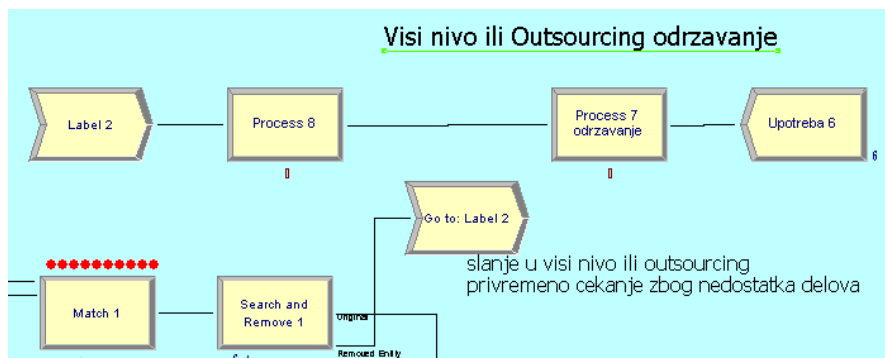 Visi nivo ili Outsourcing odrzavanje
Label 2
Process 8
Process 7
odrzavanje
Upotreba 6
0
0
6
Go to: Label 2
slanje u visi nivo ili outsourcing
privremeno cekanje zbog nedostatka delova
Match 1
Search and
Remove 1
Original
Removed Entity